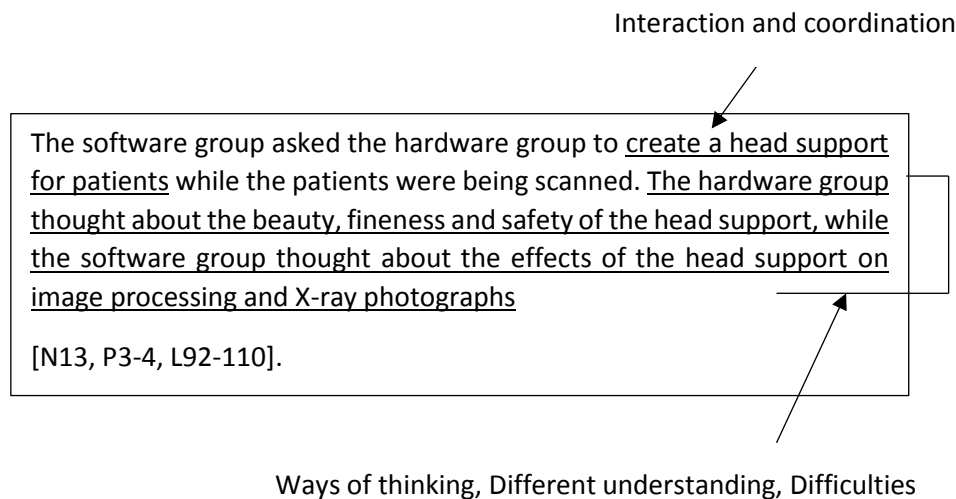 Interaction and coordination
The software group asked the hardware group to create a head support
for patients while the patients were being scanned. The hardware group
thought about the beauty, fineness and safety of the head support, while
the software group thought about the effects of the head support on
image processing and X-ray photographs
[N13, P3-4, L92-110].
Ways of thinking, Different understanding, Difficulties